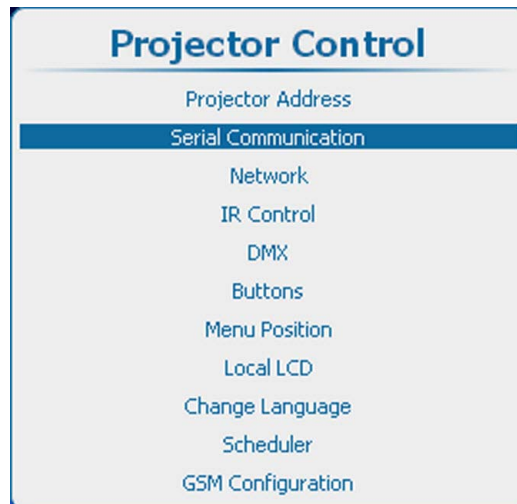 Projector Control
Projector Address
Serial Communication
Network
IR Control
DMX
Buttons
Menu Position
Local LCD
Change Language
Scheduler
GSM Configuration